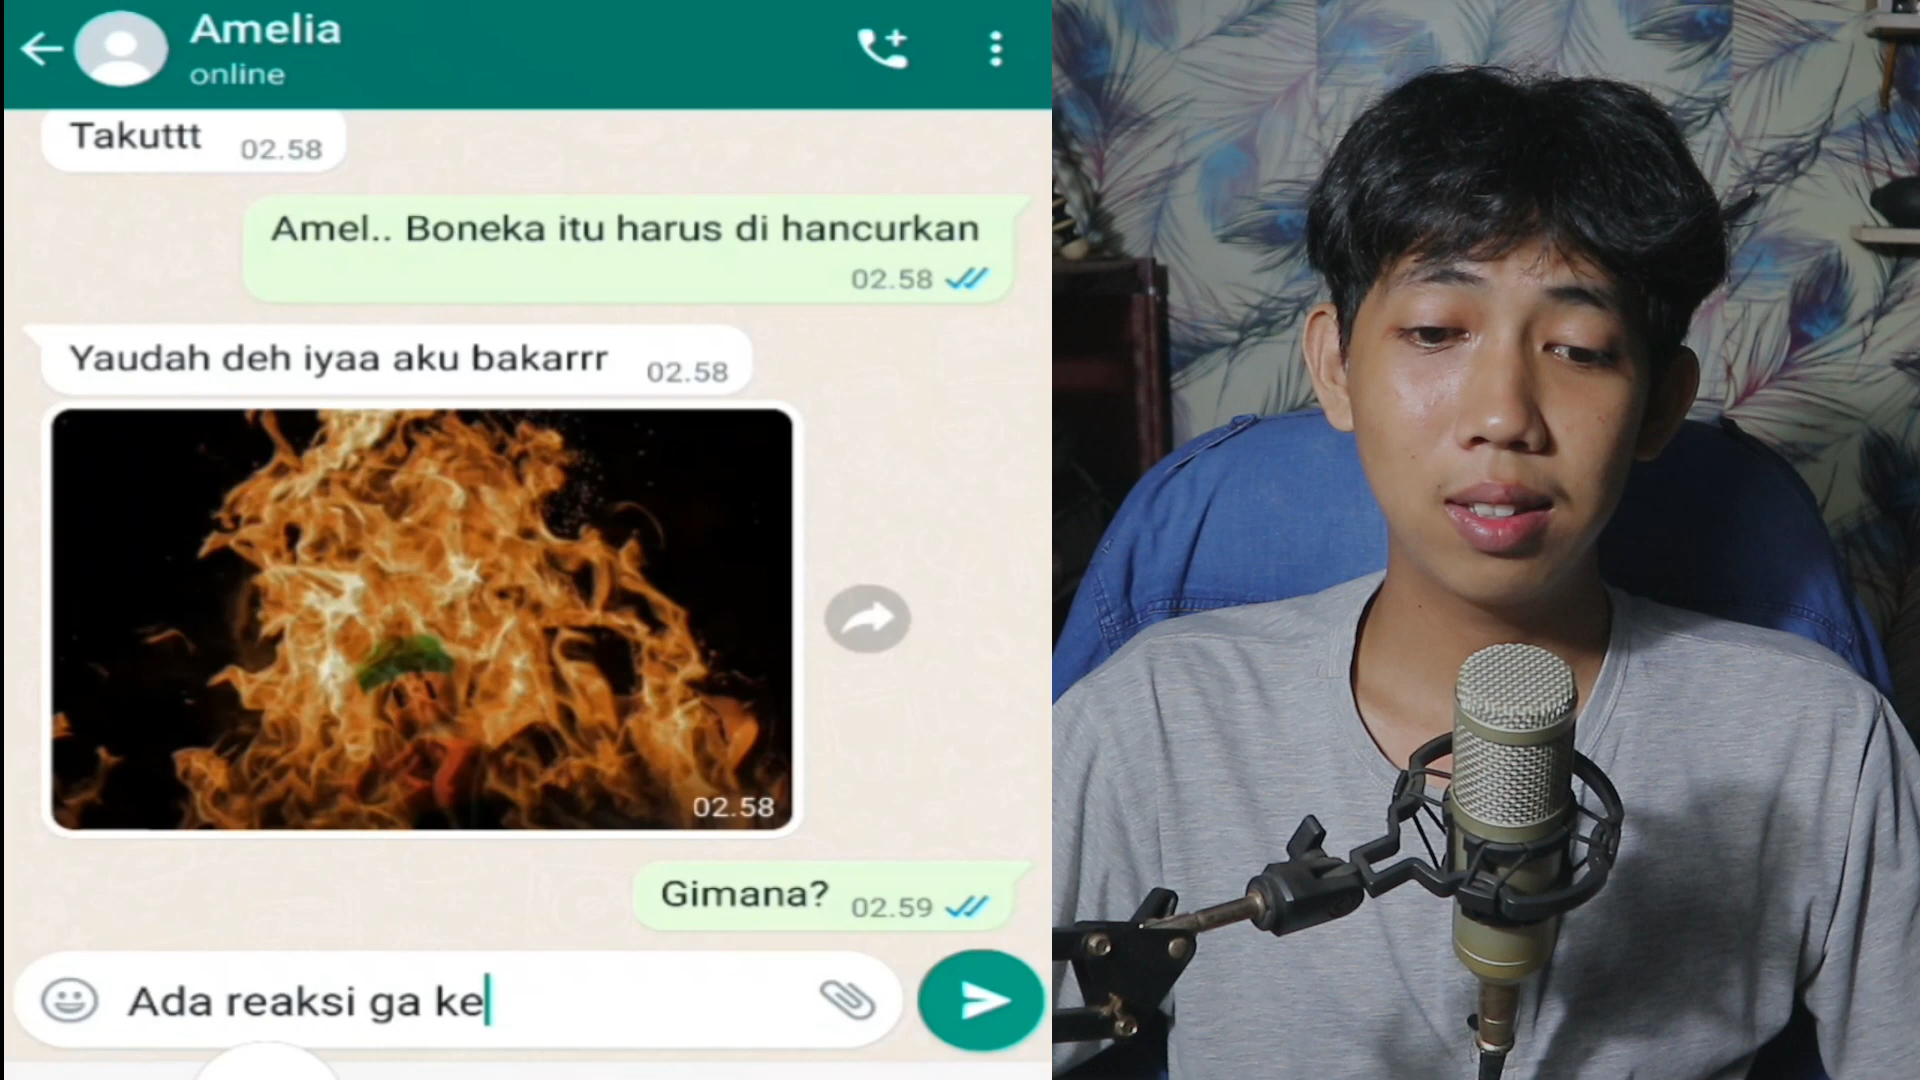 Amelia
online
Takuttt 02.58
Amel.. Boneka itu harus di hancurkan
02.58
Yaudah deh iyaa aku bakarrr 02.58
02.58
Gimana? 02.59
Ada reaksi ga ke